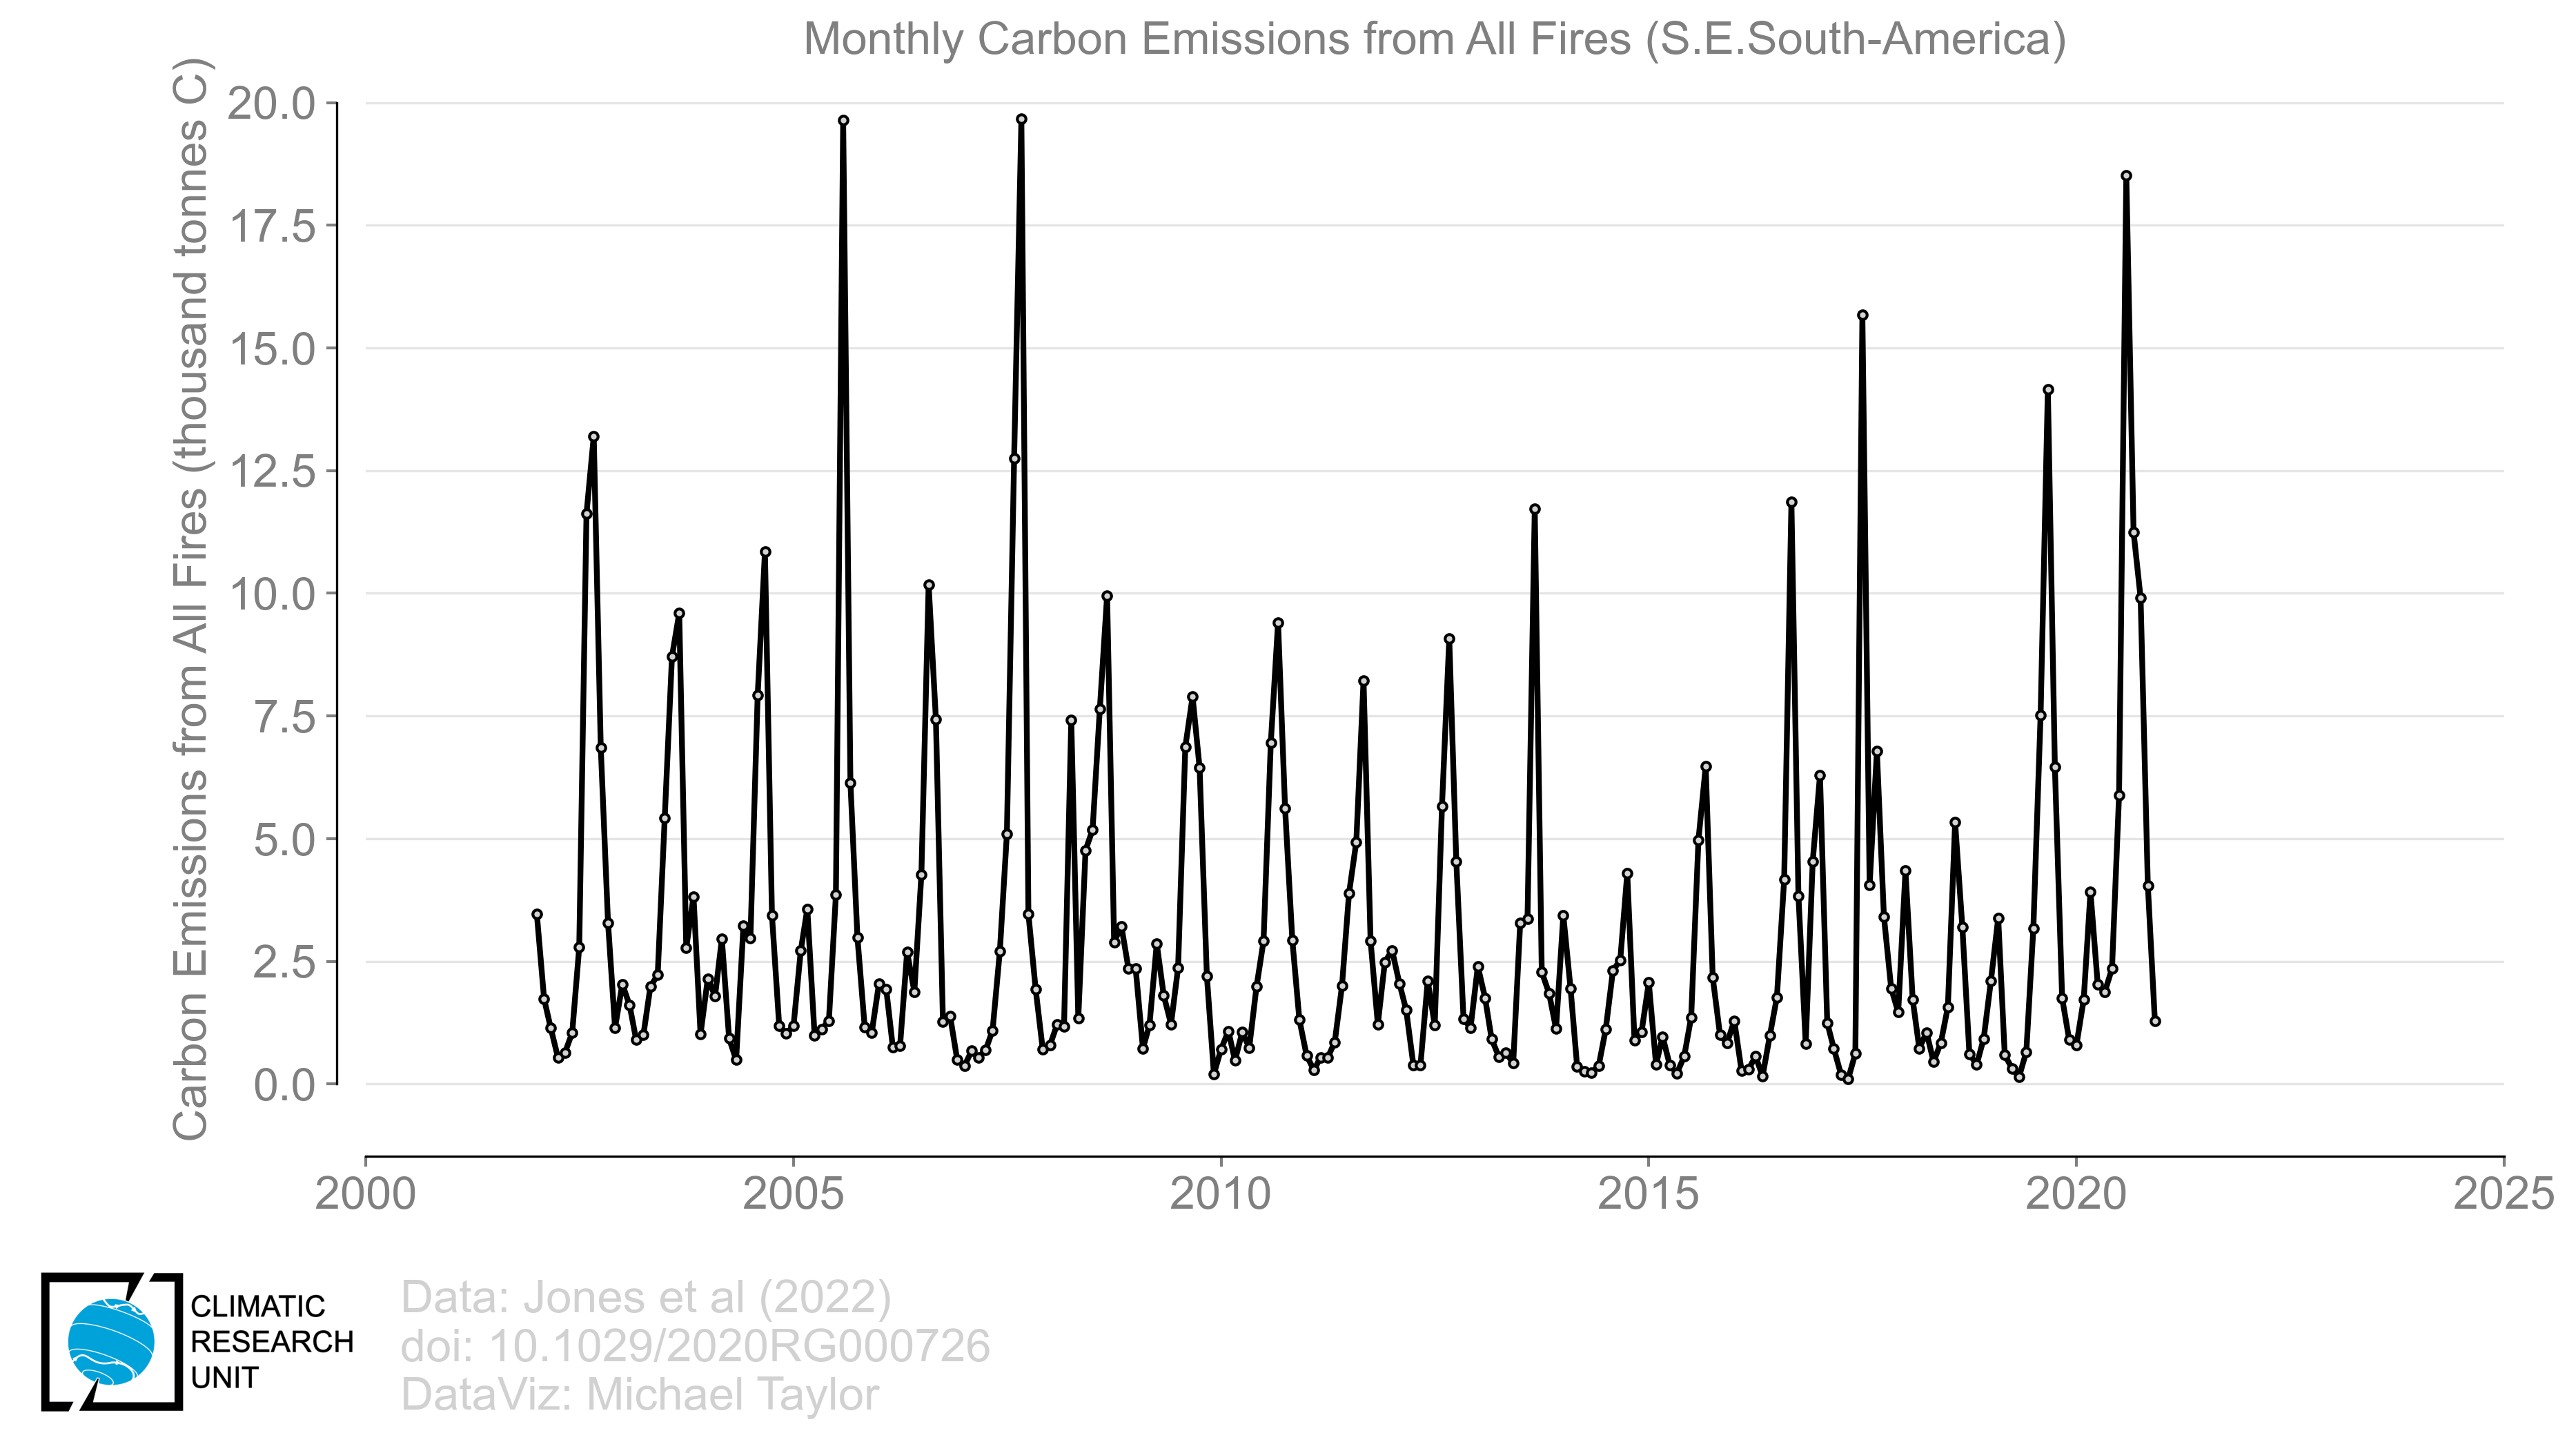 Monthly Carbon Emissions from All Fires (S.E.South-America)
Carbon Emissions from All Fires (thousand tonnes C)
20.0
17.5
15.0
12.5
10.0
7.5
5.0
2.5
0.0
2000
2005
2010
2015
2020
2025
CLIMATIC
RESEARCH
UNIT
Data: Jones et al (2022)
doi: 10.1029/2020RG000726
DataViz: Michael Taylor